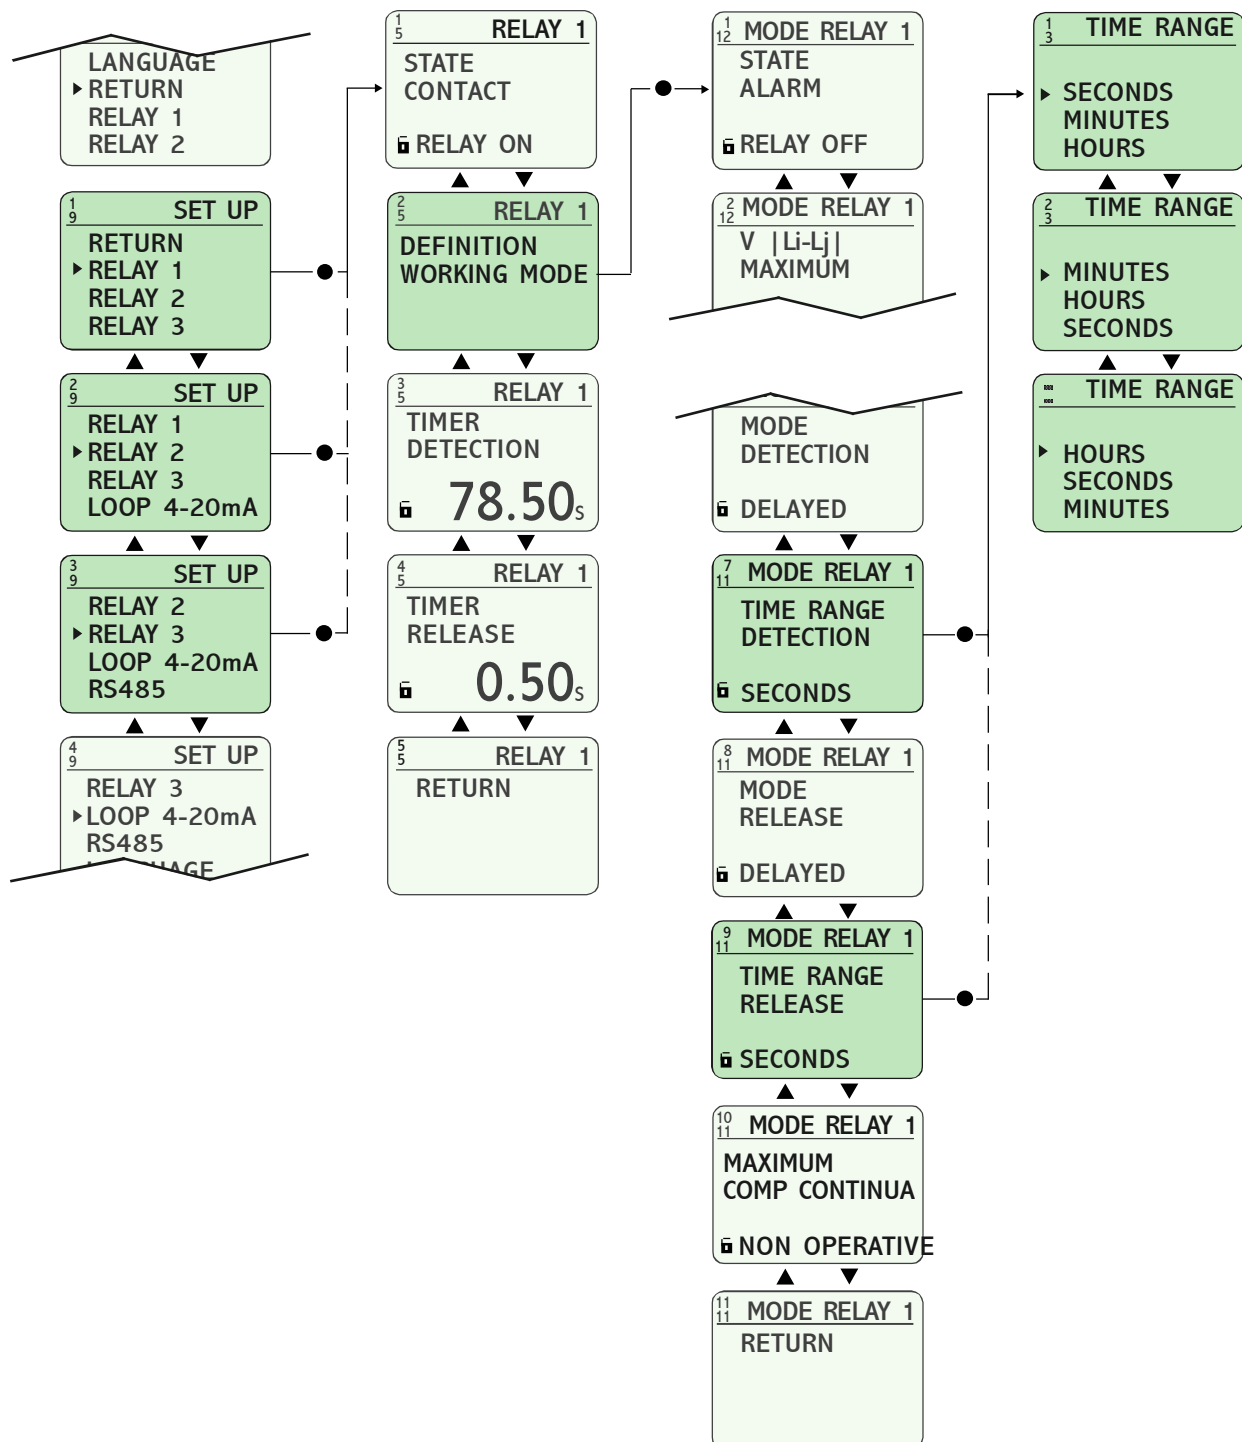 LANGUAGE
RETURN
RELAY 1
RELAY 2
1
9
SET UP
RETURN
RELAY 1
RELAY 2
RELAY 3
2
9
SET UP
RELAY 1
RELAY 2
RELAY 3
LOOP 4-20mA
3
9
SET UP
RELAY 2
RELAY 3
LOOP 4-20mA
RS485
4
9
SET UP
RELAY 3
LOOP 4-20mA
RS485
1
5
RELAY 1
STATE
CONTACT
RELAY ON
2
5
RELAY 1
DEFINITION
WORKING MODE
3
5
RELAY 1
TIMER
DETECTION
78.50s
4
5
RELAY 1
TIMER
RELEASE
0.50s
5
5
RELAY 1
RETURN
1
12
MODE RELAY 1
STATE
ALARM
RELAY OFF
2
12
MODE RELAY 1
V |Li-Lj|
MAXIMUM
MODE
DETECTION
DELAYED
7
11
MODE RELAY 1
TIME RANGE
DETECTION
SECONDS
8
11
MODE RELAY 1
MODE
RELEASE
DELAYED
9
11
MODE RELAY 1
TIME RANGE
RELEASE
SECONDS
10
11
MODE RELAY 1
MAXIMUM
COMP CONTINUA
NON OPERATIVE
11
11
MODE RELAY 1
RETURN
1
3
TIME RANGE
SECONDS
MINUTES
HOURS
2
3
TIME RANGE
MINUTES
HOURS
SECONDS
TIME RANGE
HOURS
SECONDS
MINUTES